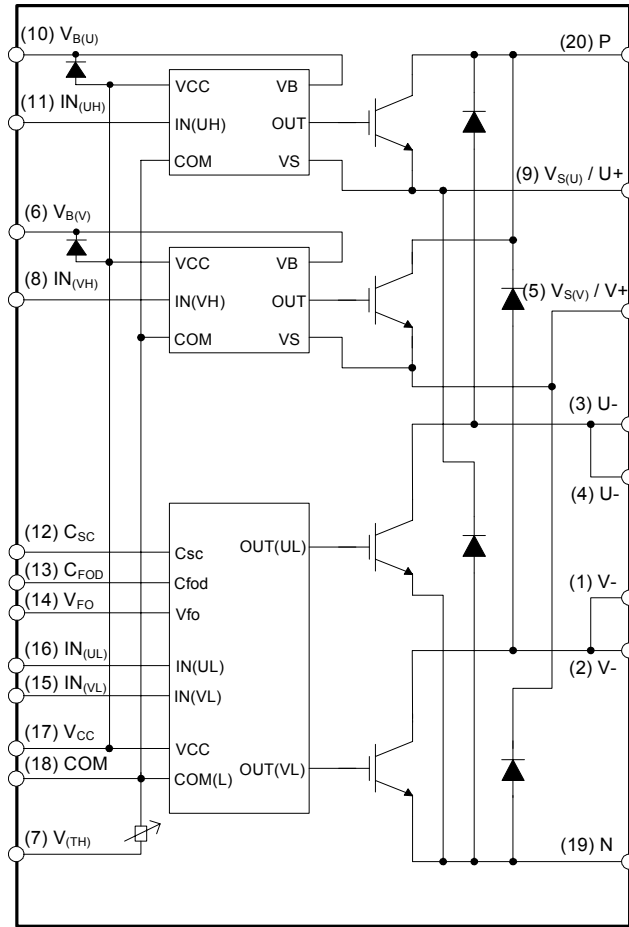 (10) VB(U)
(20) P
VCC
VB
(11) IN(UH)
IN(UH)
OUT
COM
VS
(9) VS(U) / U+
(6) VB(V)
VCC
VB
(8) IN(VH)
IN(VH)
OUT
(5) VS(V) / V+
COM
VS
(3) U-
(4) U-
(12) CSC
Csc
OUT(UL)
(13) CFOD
Cfod
(14) VFO
Vfo
(1) V-
(16) IN(UL)
IN(UL)
(2) V-
(15) IN(VL)
IN(VL)
(17) VCC
VCC
(18) COM
COM(L)
OUT(VL)
(7) V(TH)
(19) N